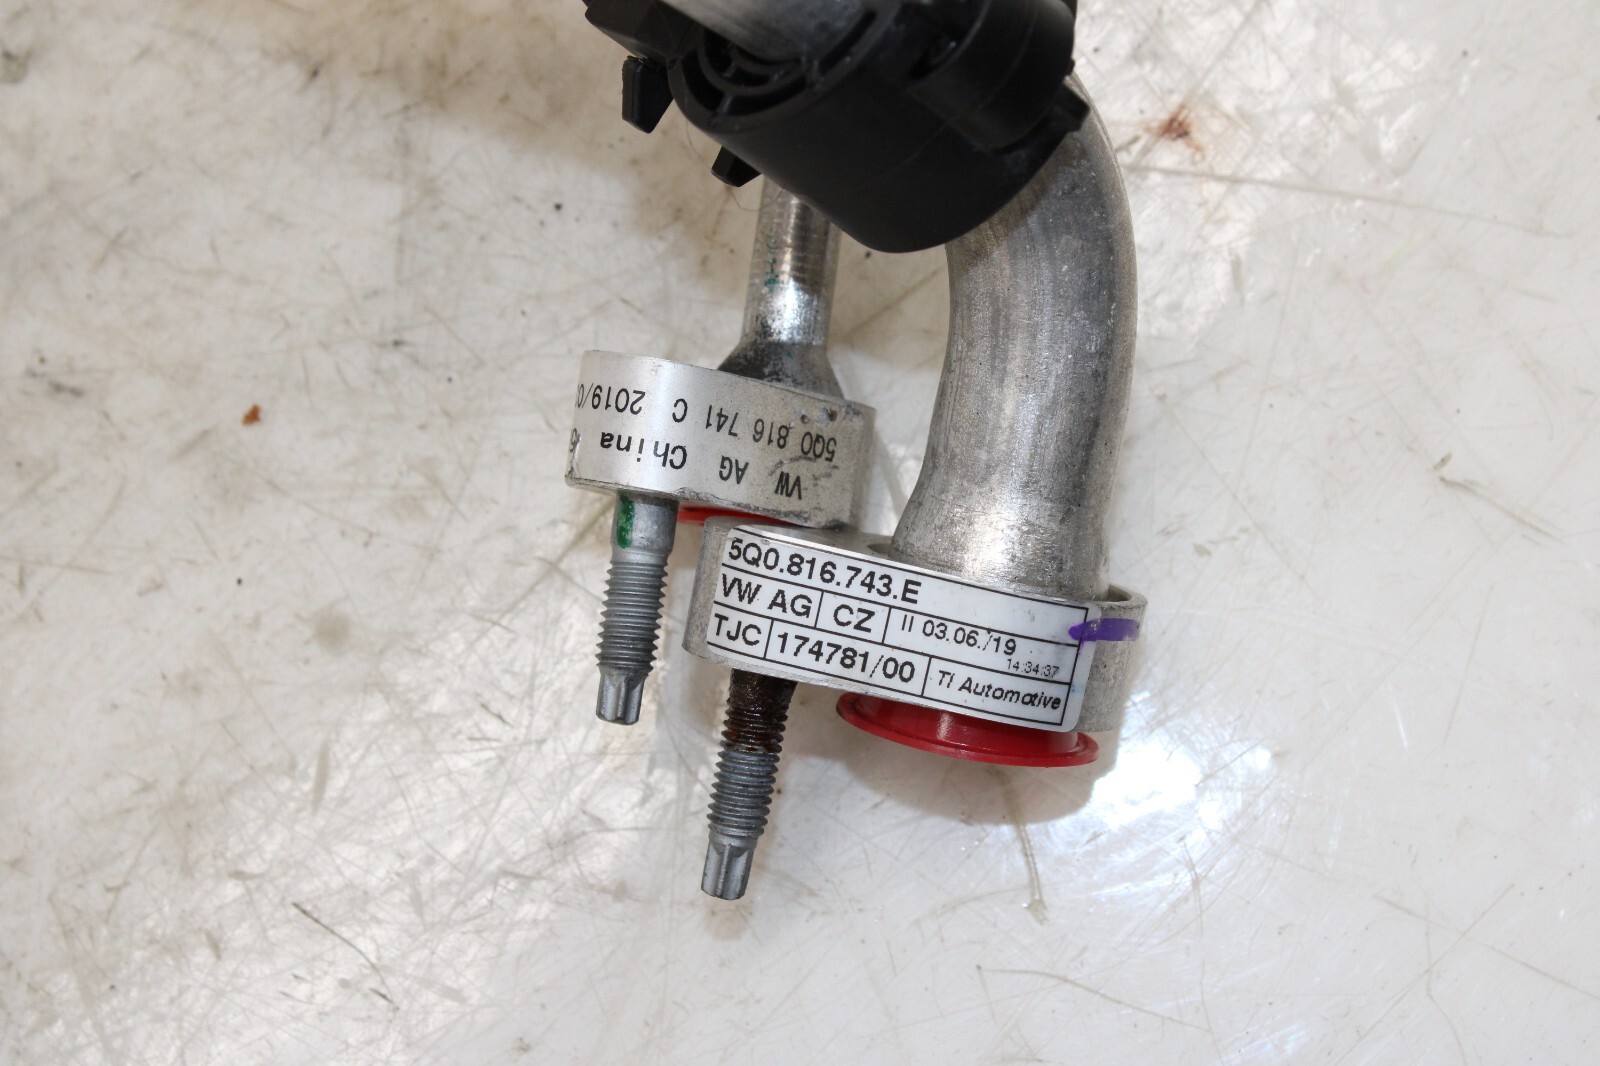 VW AG China
5Q0 816 741 C 2019/0
5Q0.816.743.E
VW AG CZ II 03.06./19
14:34:37
TJC 174781/00 TI Automotive